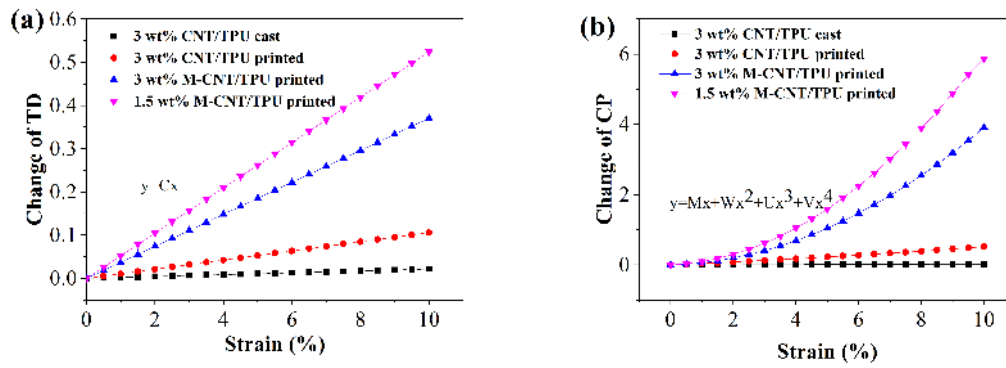 (a)
0.6
0.5
0.4
0.3
0.2
0.1
0.0
Change of TD
3 wt% CNT/TPU cast
3 wt% CNT/TPU printed
3 wt% M-CNT/TPU printed
1.5 wt% M-CNT/TPU printed
y=Cx
0 2 4 6 8 10
Strain (%)
(b)
6
4
2
0
Change of CP
3 wt% CNT/TPU cast
3 wt% CNT/TPU printed
3 wt% M-CNT/TPU printed
1.5 wt% M-CNT/TPU printed
y=Mx+Wx²+Ux³+Vx⁴
0 2 4 6 8 10
Strain (%)